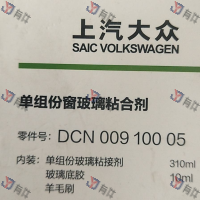 上汽大众
SAIC VOLKSWAGEN
单组份窗玻璃粘合剂
零件号: DCN 009 100 05
内装: 单组份玻璃粘接剂 310ml
玻璃底胶 10ml
羊毛刷